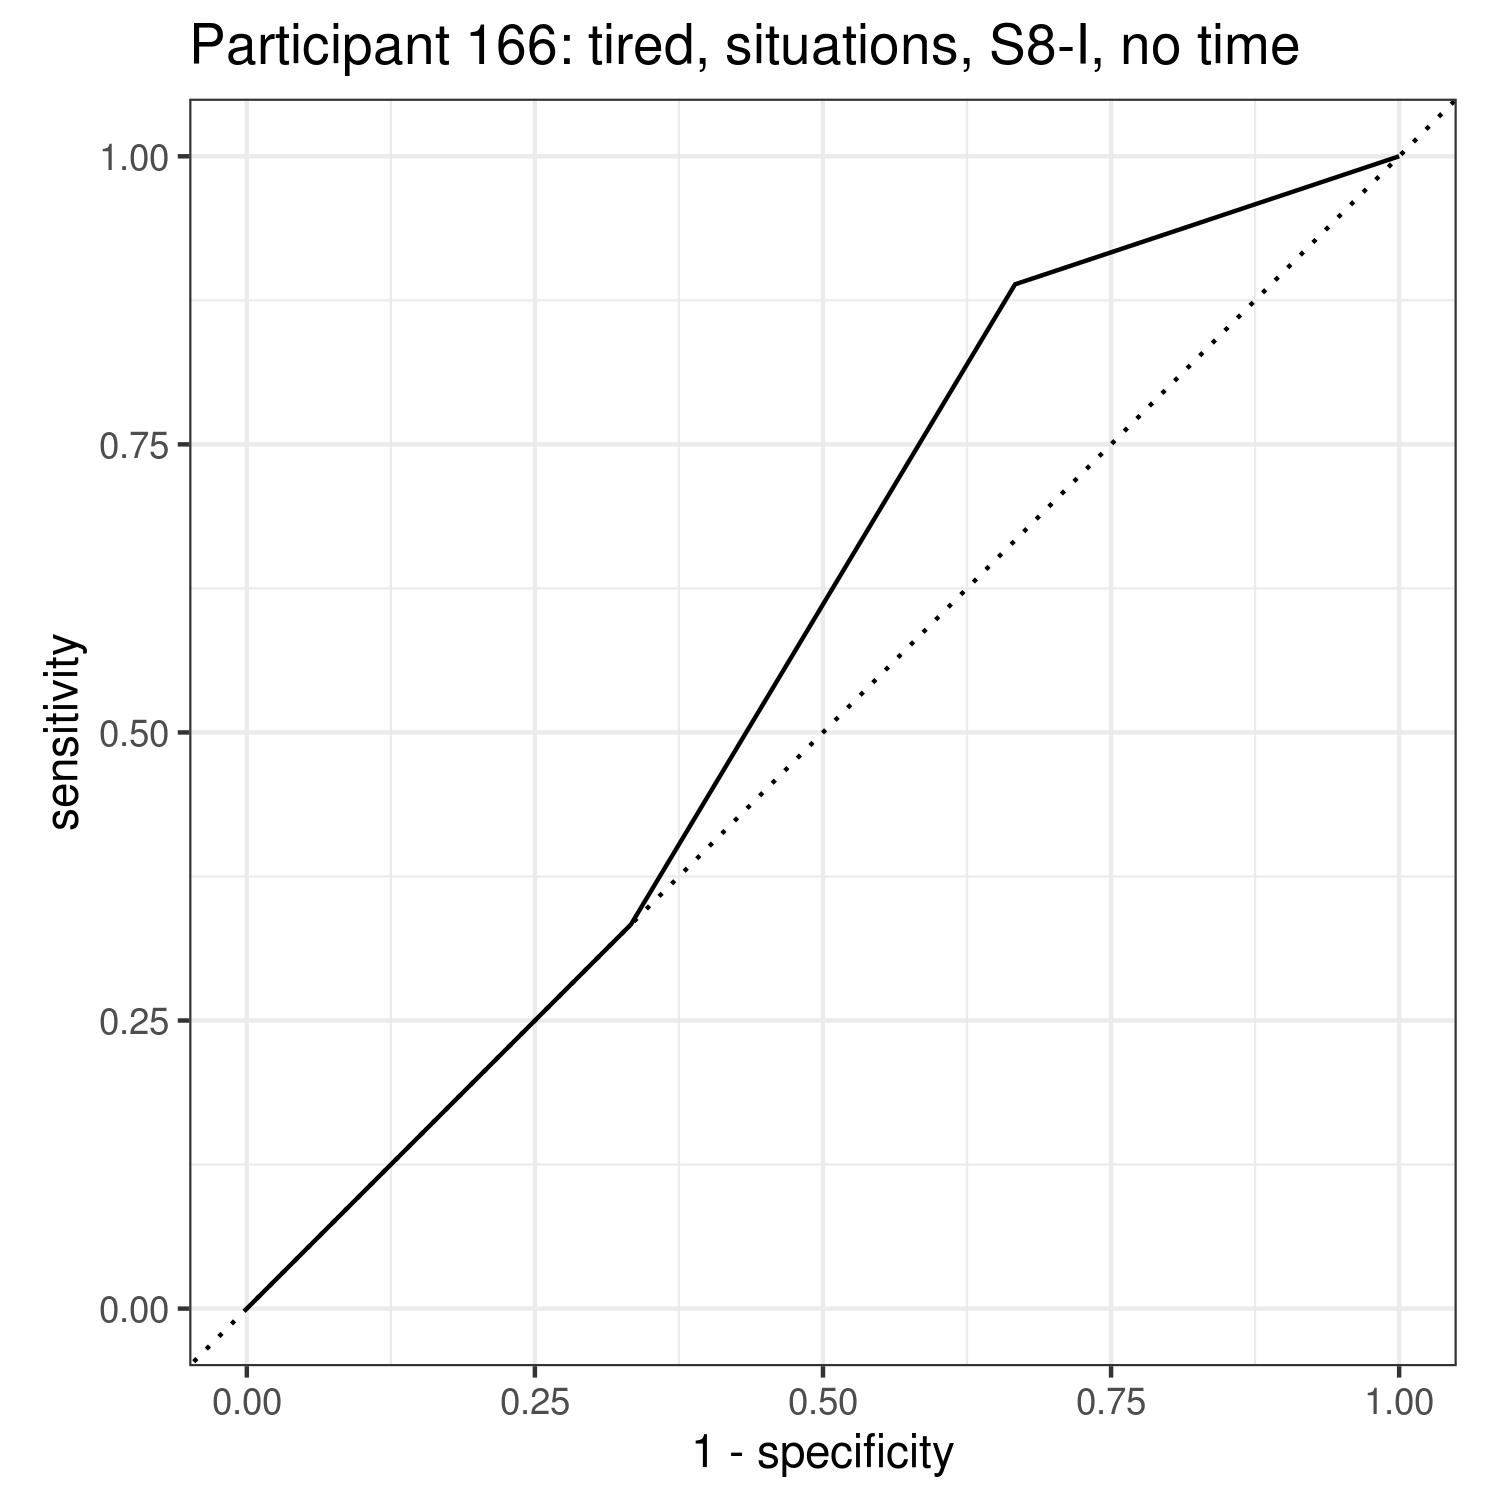 Participant 166: tired, situations, S8-I, no time
1.00
0.75
0.50
0.25
0.00
sensitivity
0.00 0.25 0.50 0.75 1.00
1 - specificity